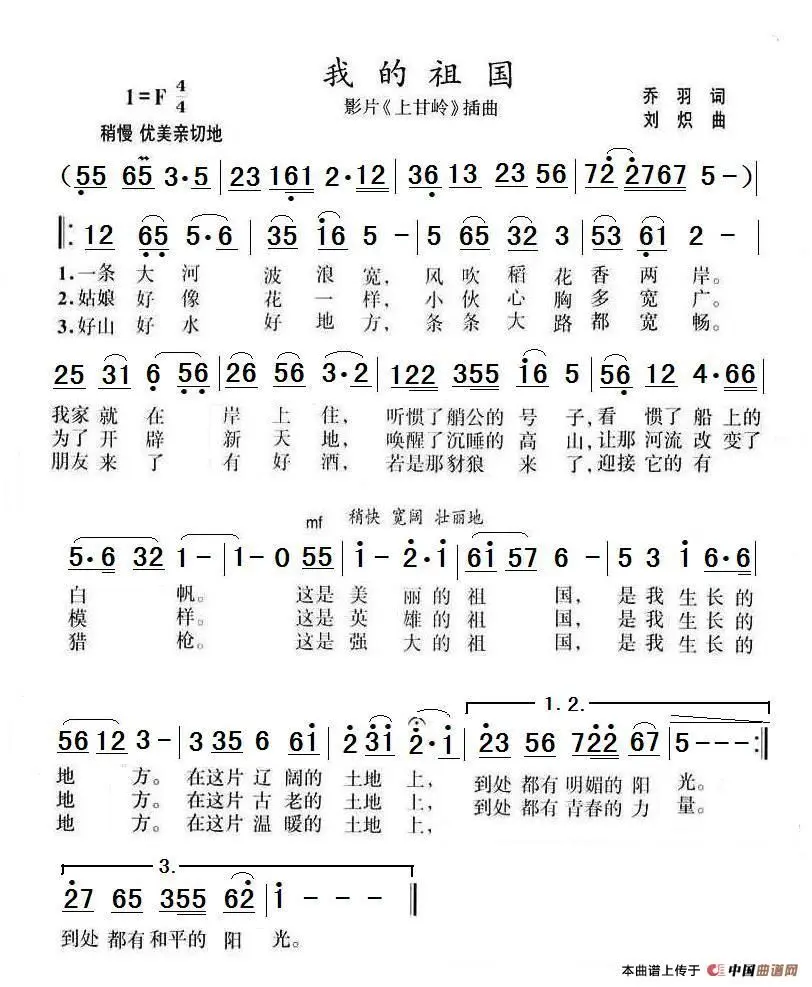 我的祖国
1=F 4/4
影片《上甘岭》插曲
乔 羽 词
刘 炽 曲
稍慢 优美亲切地
(55 65 3·5 | 23 161 2·12 | 36 13 23 56 | 72 2767 5 - ) |
‖: 12 65 5·6 | 35 16 5 - | 5 65 32 3 | 53 61 2 - |
1.一条 大 河 波 浪 宽, 风 吹 稻 花 香 两 岸。
2.姑娘 好 像 花 一 样, 小 伙 心 胸 多 宽 广。
3.好山 好 水 好 地 方, 条 条 大 路 都 宽 畅。
25 31 6 56 | 26 56 3·2 | 122 355 16 5 | 56 12 4·66 |
我家 就 在 岸 上 住, 听惯了艄公的 号 子,看 惯了 船 上的
为了 开 辟 新 天 地, 唤醒了沉睡的 高 山,让那 河流 改 变了
朋友 来 了 有 好 酒, 若是那豺狼 来 了,迎接 它的 有
mf 稍快 宽阔 壮丽地
5·6 32 1 - | 1 - 0 55 | 1 - 2·1 | 61 57 6 - | 5 3 1 6·6 |
白 帆。 这是 美 丽 的 祖 国, 是 我 生 长 的
模 样。 这是 英 雄 的 祖 国, 是 我 生 长 的
猎 枪。 这是 强 大 的 祖 国, 是 我 生 长 的
1. 2.
56 12 3 - | 3 35 6 61 | 2 31 2·1 | 23 56 722 67 | 5 - - - :‖
地 方。 在 这片 辽 阔的 土地 上, 到处 都有 明媚的 阳 光。
地 方。 在 这片 古 老的 土地 上, 到处 都有 青春的 力 量。
地 方。 在 这片 温 暖的 土地 上,
3.
27 65 355 62 | 1 - - - ‖
到处 都有 和平的 阳 光。
本曲谱上传于 中国曲谱网